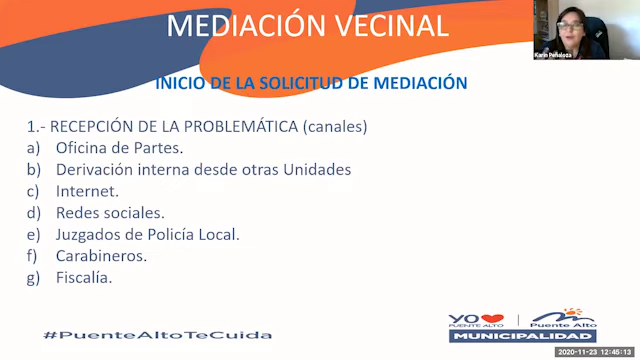 MEDIACIÓN VECINAL
Karin Peñaloza
INICIO DE LA SOLICITUD DE MEDIACIÓN
1.- RECEPCIÓN DE LA PROBLEMÁTICA (canales)
a) Oficina de Partes.
b) Derivación interna desde otras Unidades
c) Internet.
d) Redes sociales.
e) Juzgados de Policía Local.
f) Carabineros.
g) Fiscalía.
#PuenteAltoTeCuida
YO
PUENTE ALTO
Puente Alto
MUNICIPALIDAD
2020-11-23 12:45:13